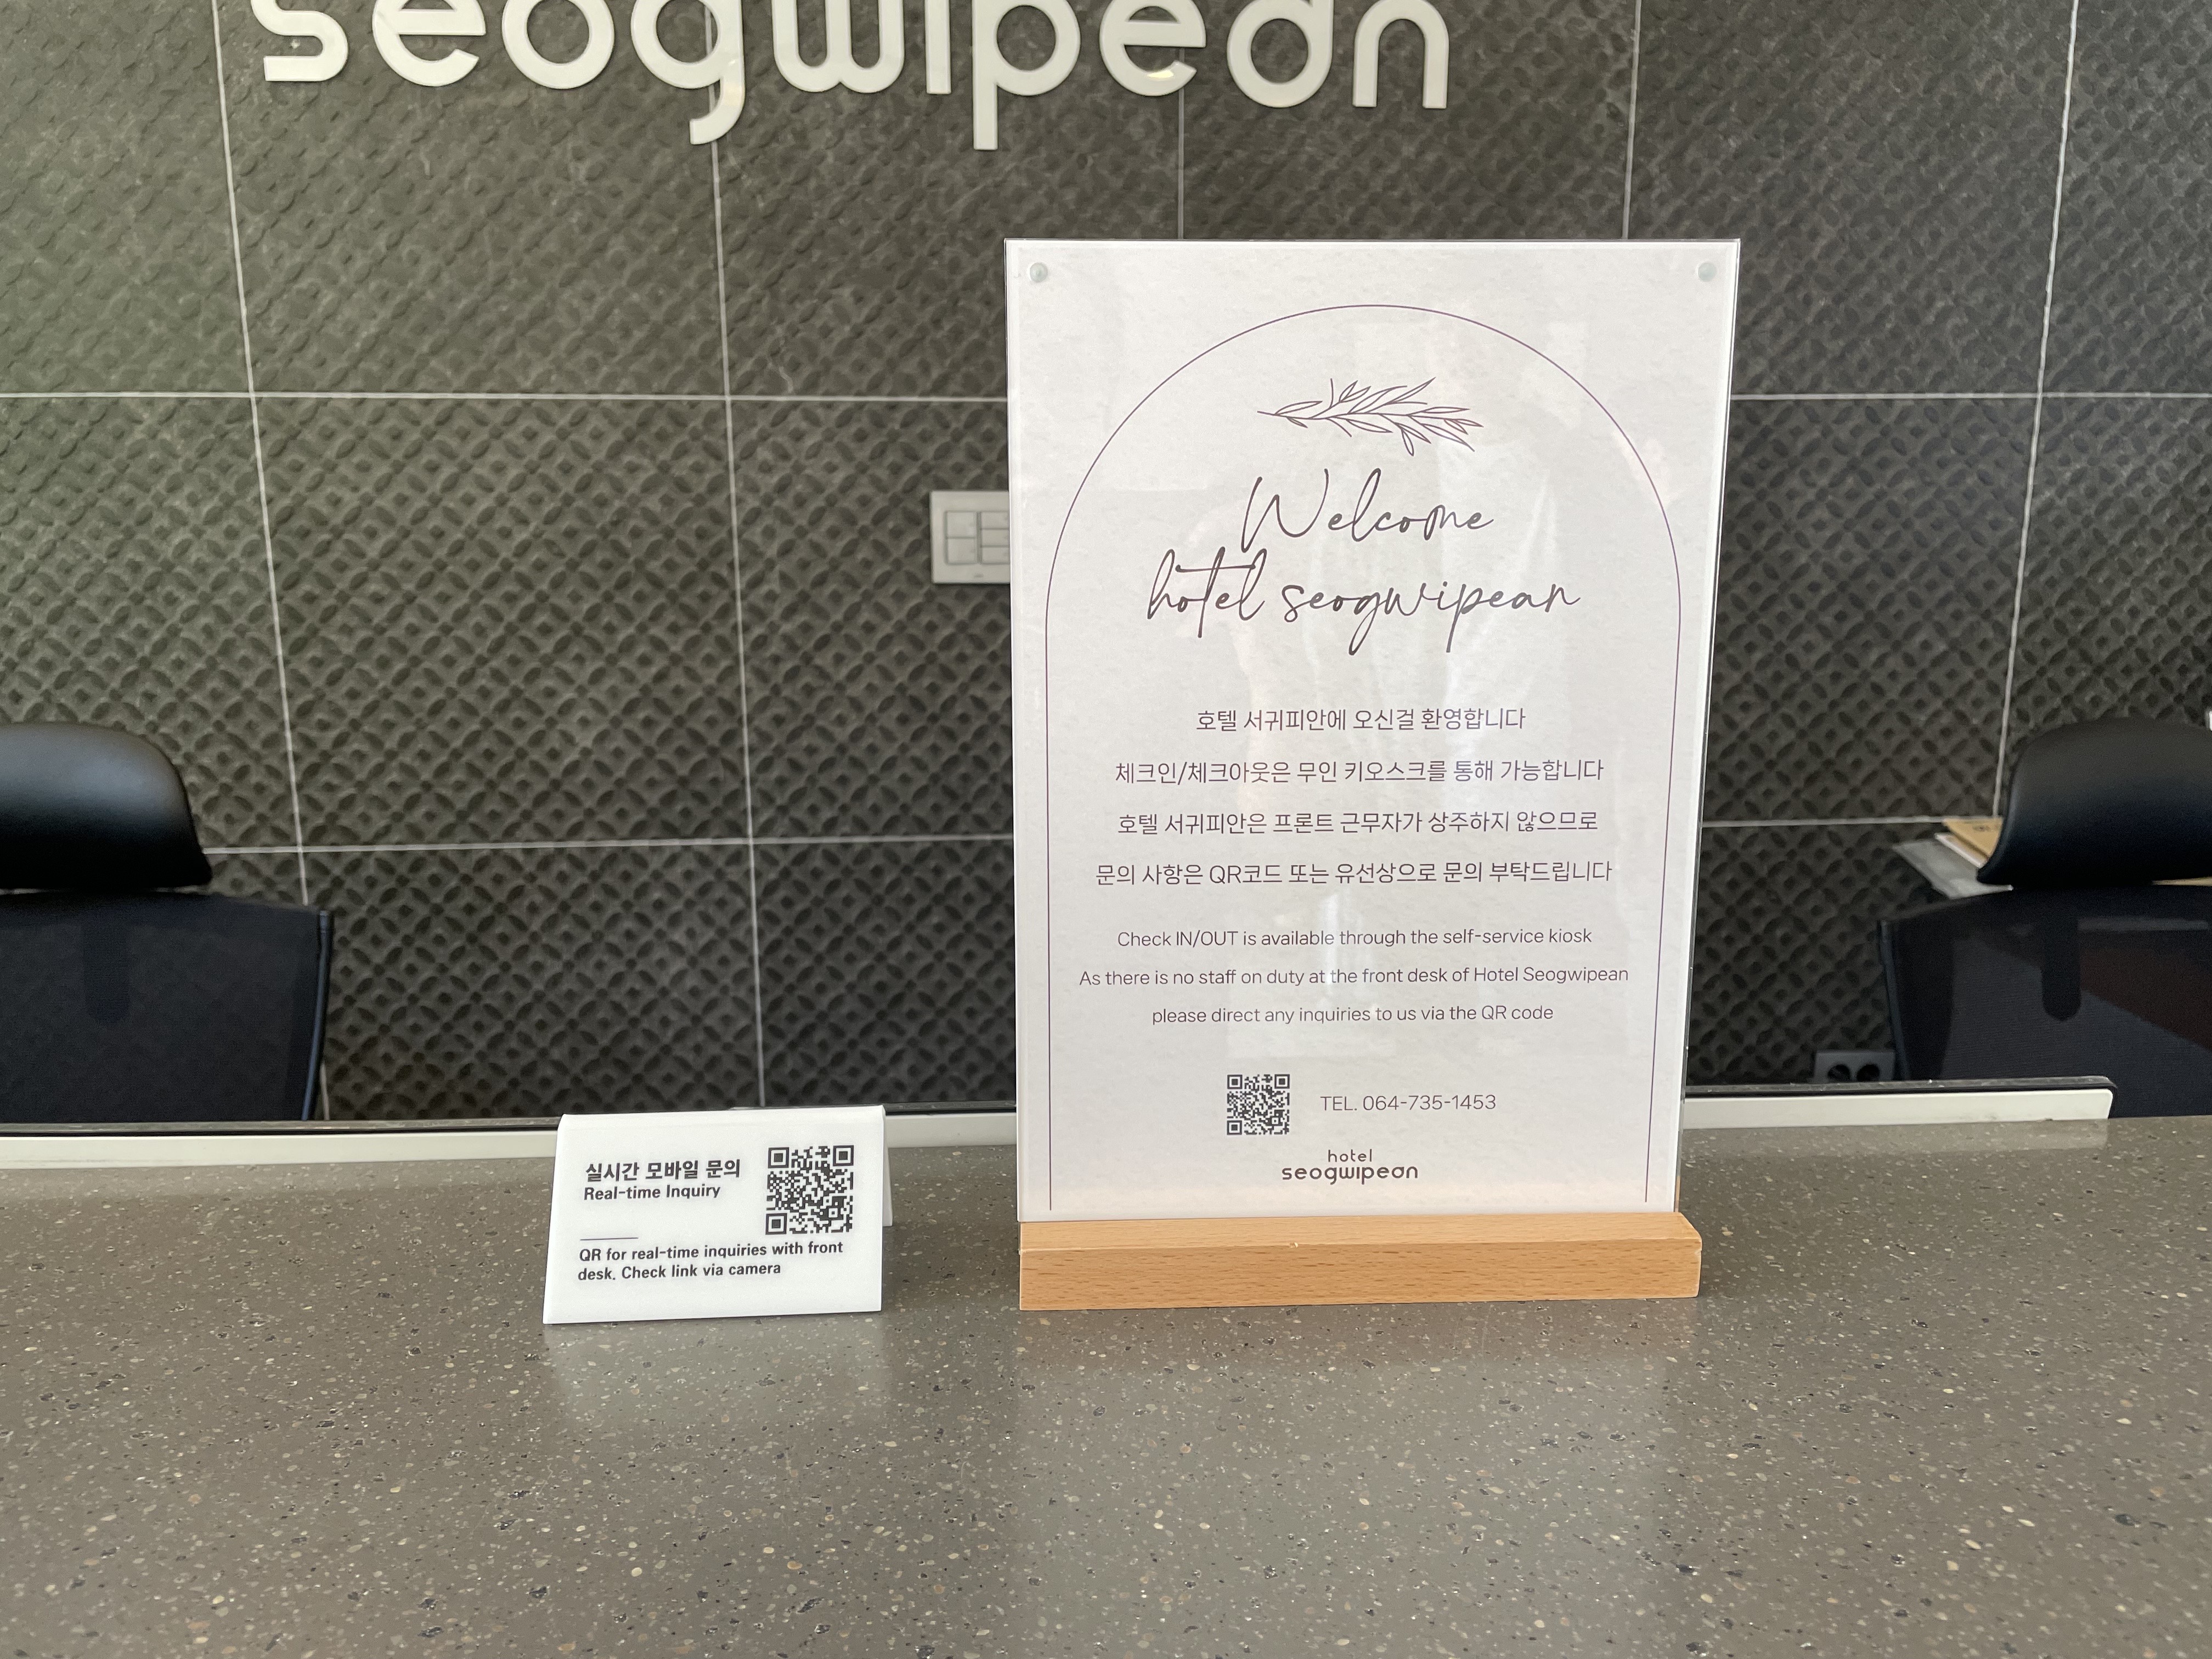 seogwipean
Welcome
hotel seogwipean
호텔 서귀피안에 오신걸 환영합니다
체크인/체크아웃은 무인 키오스크를 통해 가능합니다
호텔 서귀피안은 프론트 근무자가 상주하지 않으므로
문의 사항은 QR코드 또는 유선상으로 문의 부탁드립니다
Check IN/OUT is available through the self-service kiosk
As there is no staff on duty at the front desk of Hotel Seogwipean
please direct any inquiries to us via the QR code
TEL. 064-735-1453
hotel
seogwipean
실시간 모바일 문의
Real-time Inquiry
QR for real-time inquiries with front
desk. Check link via camera